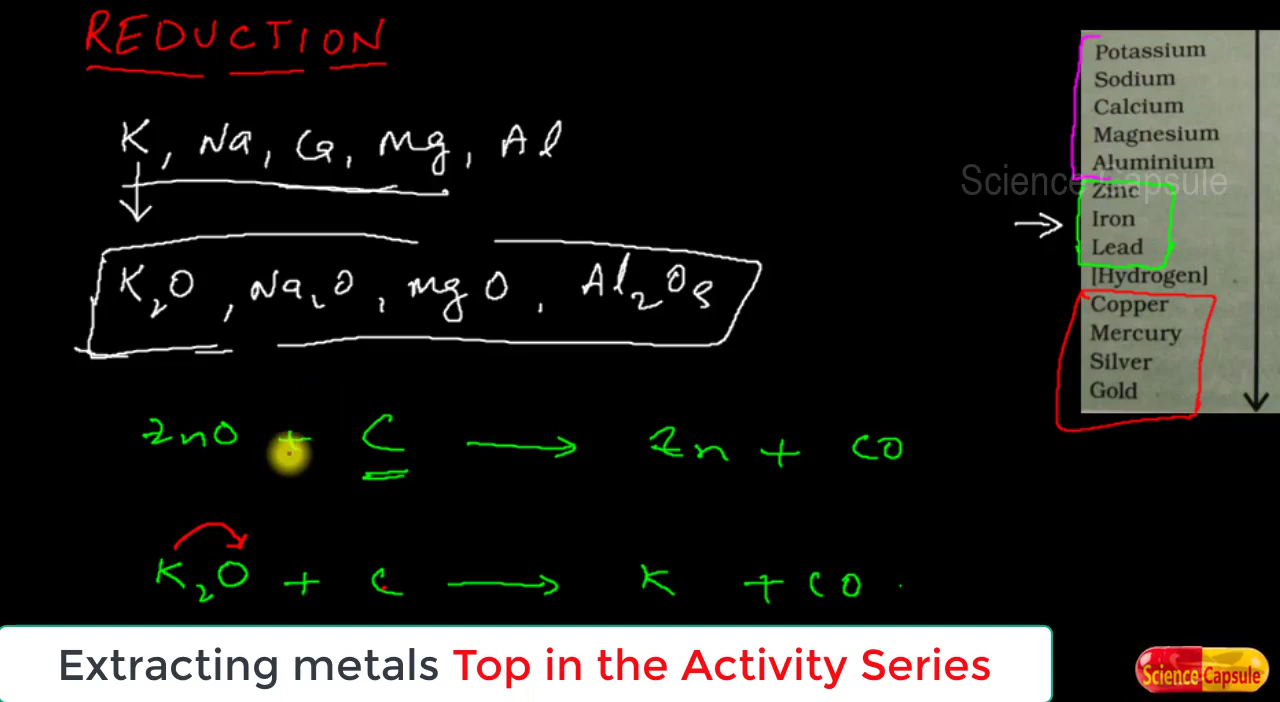 REDUCTION
K, Na, Ca, Mg, Al
K₂O, Na₂O, MgO, Al₂O₃
ZnO + C → Zn + CO
K₂O + C → K + CO
Extracting metals Top in the Activity Series
Potassium
Sodium
Calcium
Magnesium
Aluminium
Zinc
→ Iron
Lead
[Hydrogen]
Copper
Mercury
Silver
Gold
Science Capsule
Science Capsule